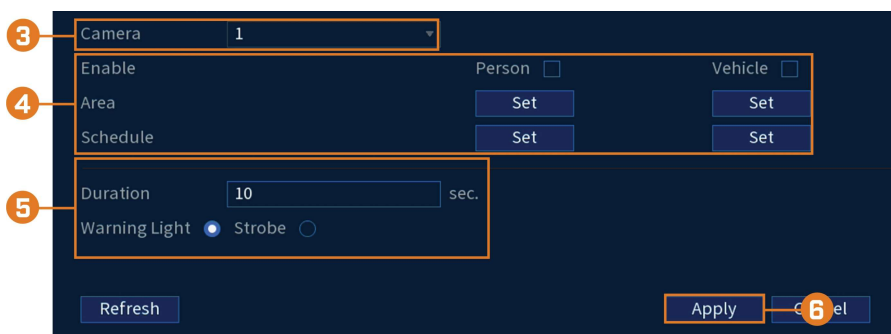 3 Camera 1
Enable Person Vehicle
4 Area Set Set
Schedule Set Set
Duration 10 sec.
5
Warning Light Strobe
Refresh Apply 6